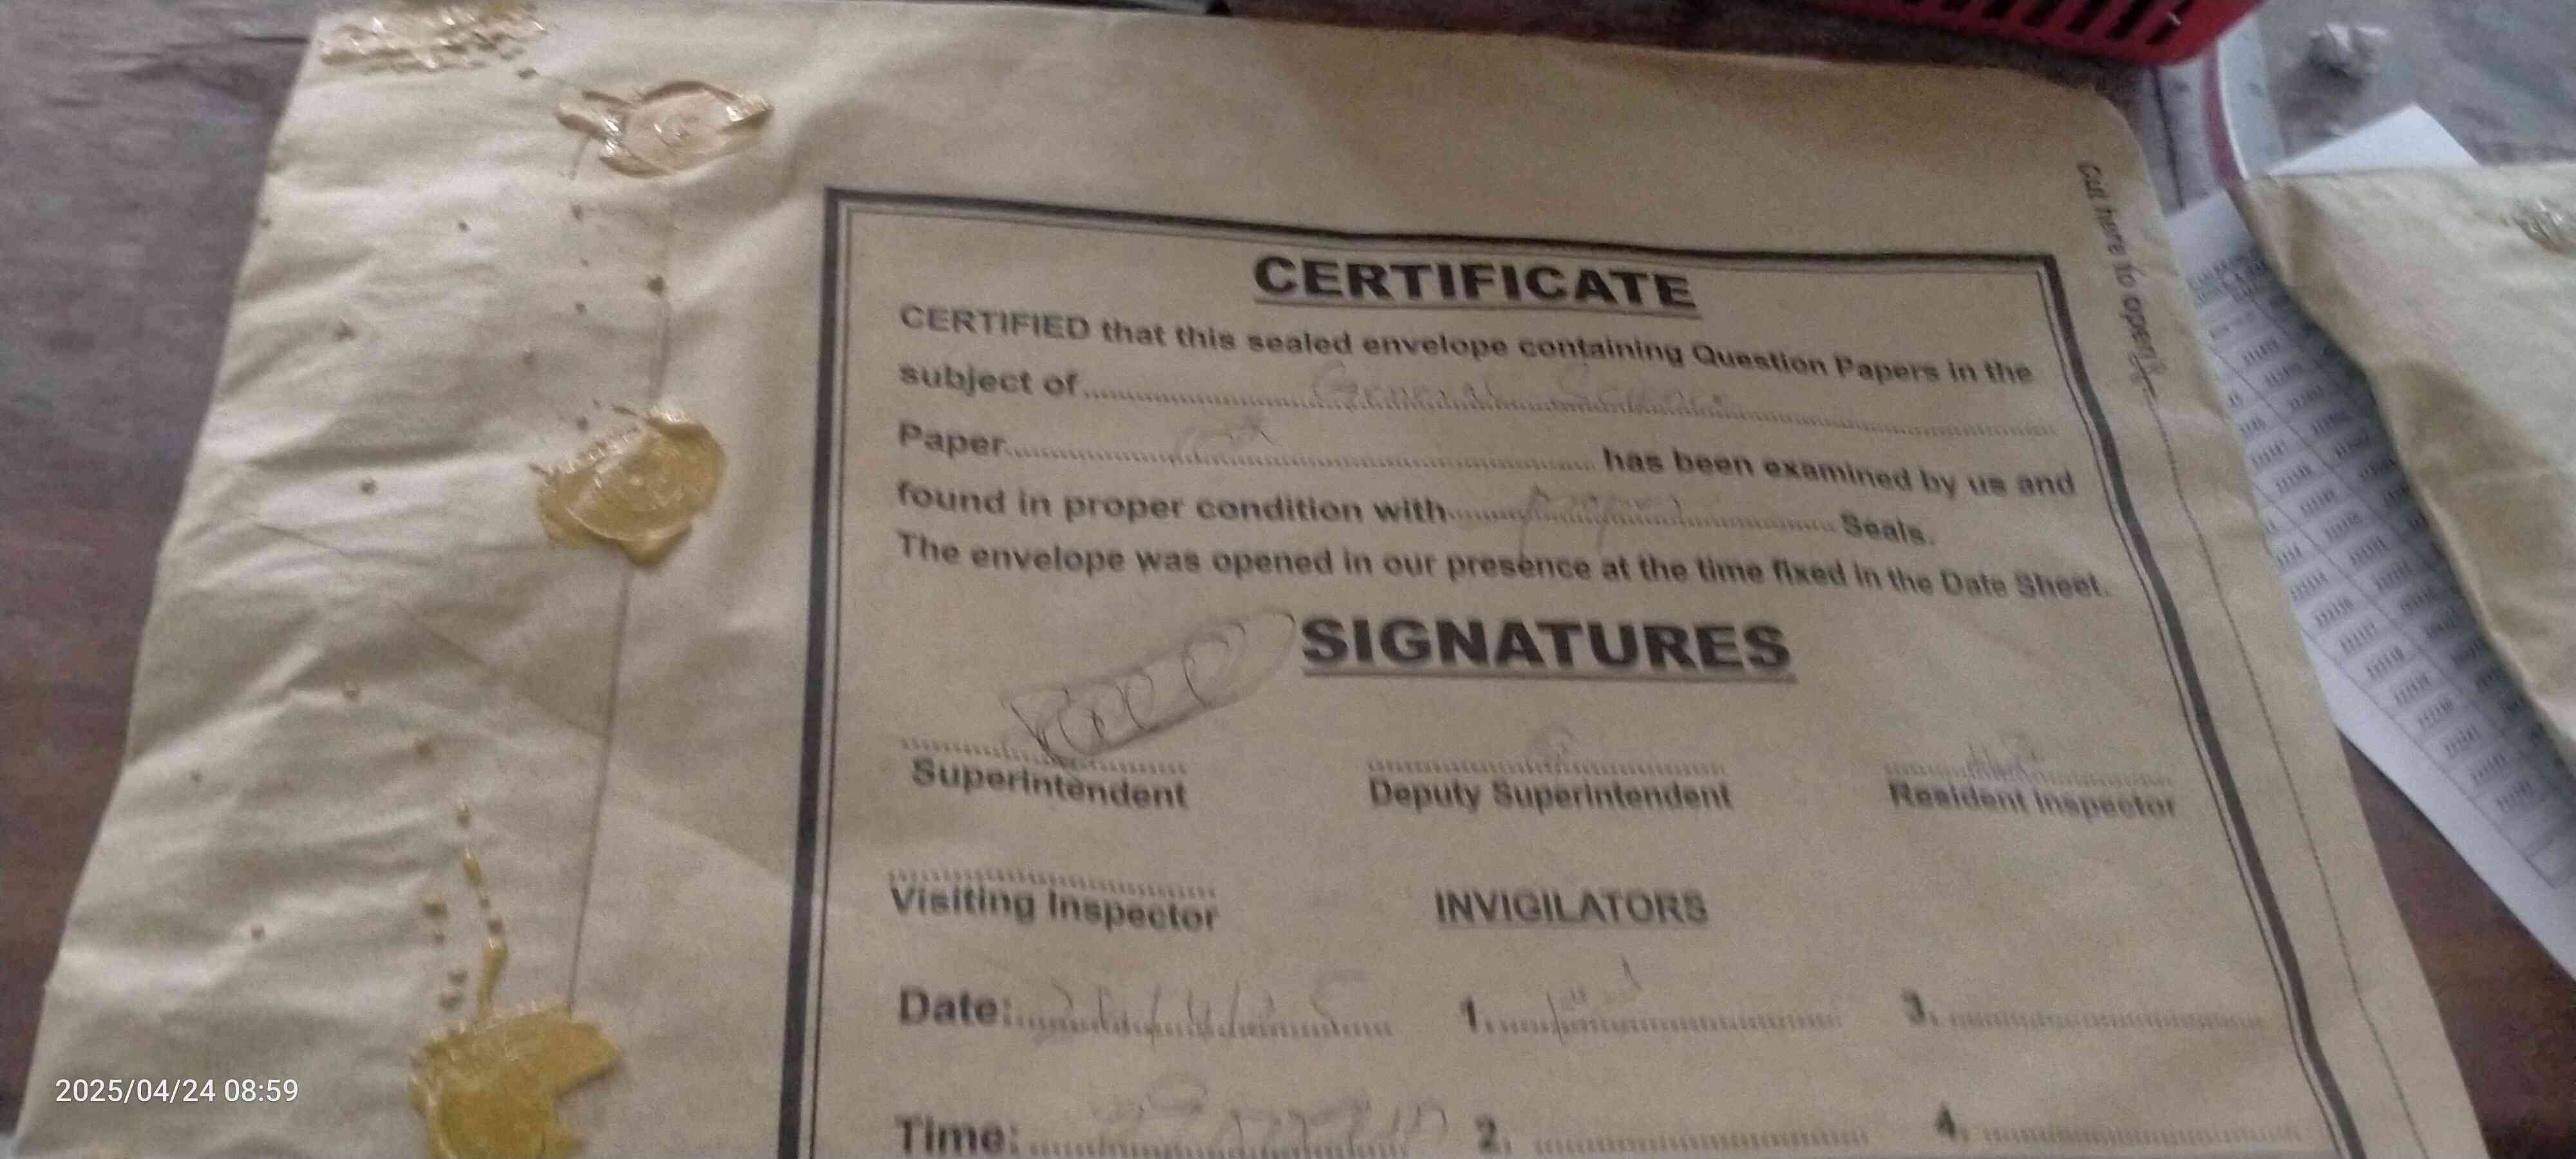 CERTIFICATE
CERTIFIED that this sealed envelope containing Question Papers in the
subject of General Science
Paper has been examined by us and
found in proper condition with proper Seals.
The envelope was opened in our presence at the time fixed in the Date Sheet.
SIGNATURES
Superintendent Deputy Superintendent Resident Inspector
Visiting Inspector INVIGILATORS
Date: 1. 3.
Time: 2. 4.
Cut here to open
2025/04/24 08:59